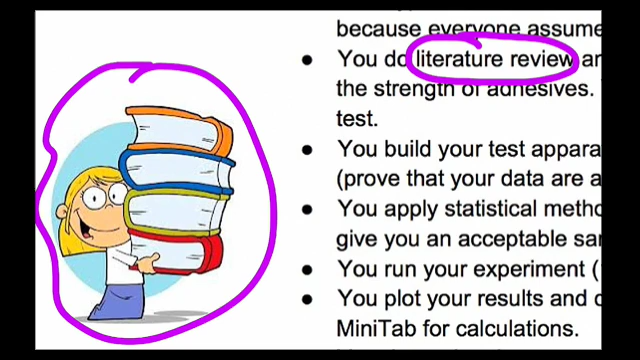 because everyone assume
• You do literature review an
the strength of adhesives.
test.
• You build your test appara
(prove that your data are a
• You apply statistical metho
give you an acceptable sa
• You run your experiment (
• You plot your results and
MiniTab for calculations.